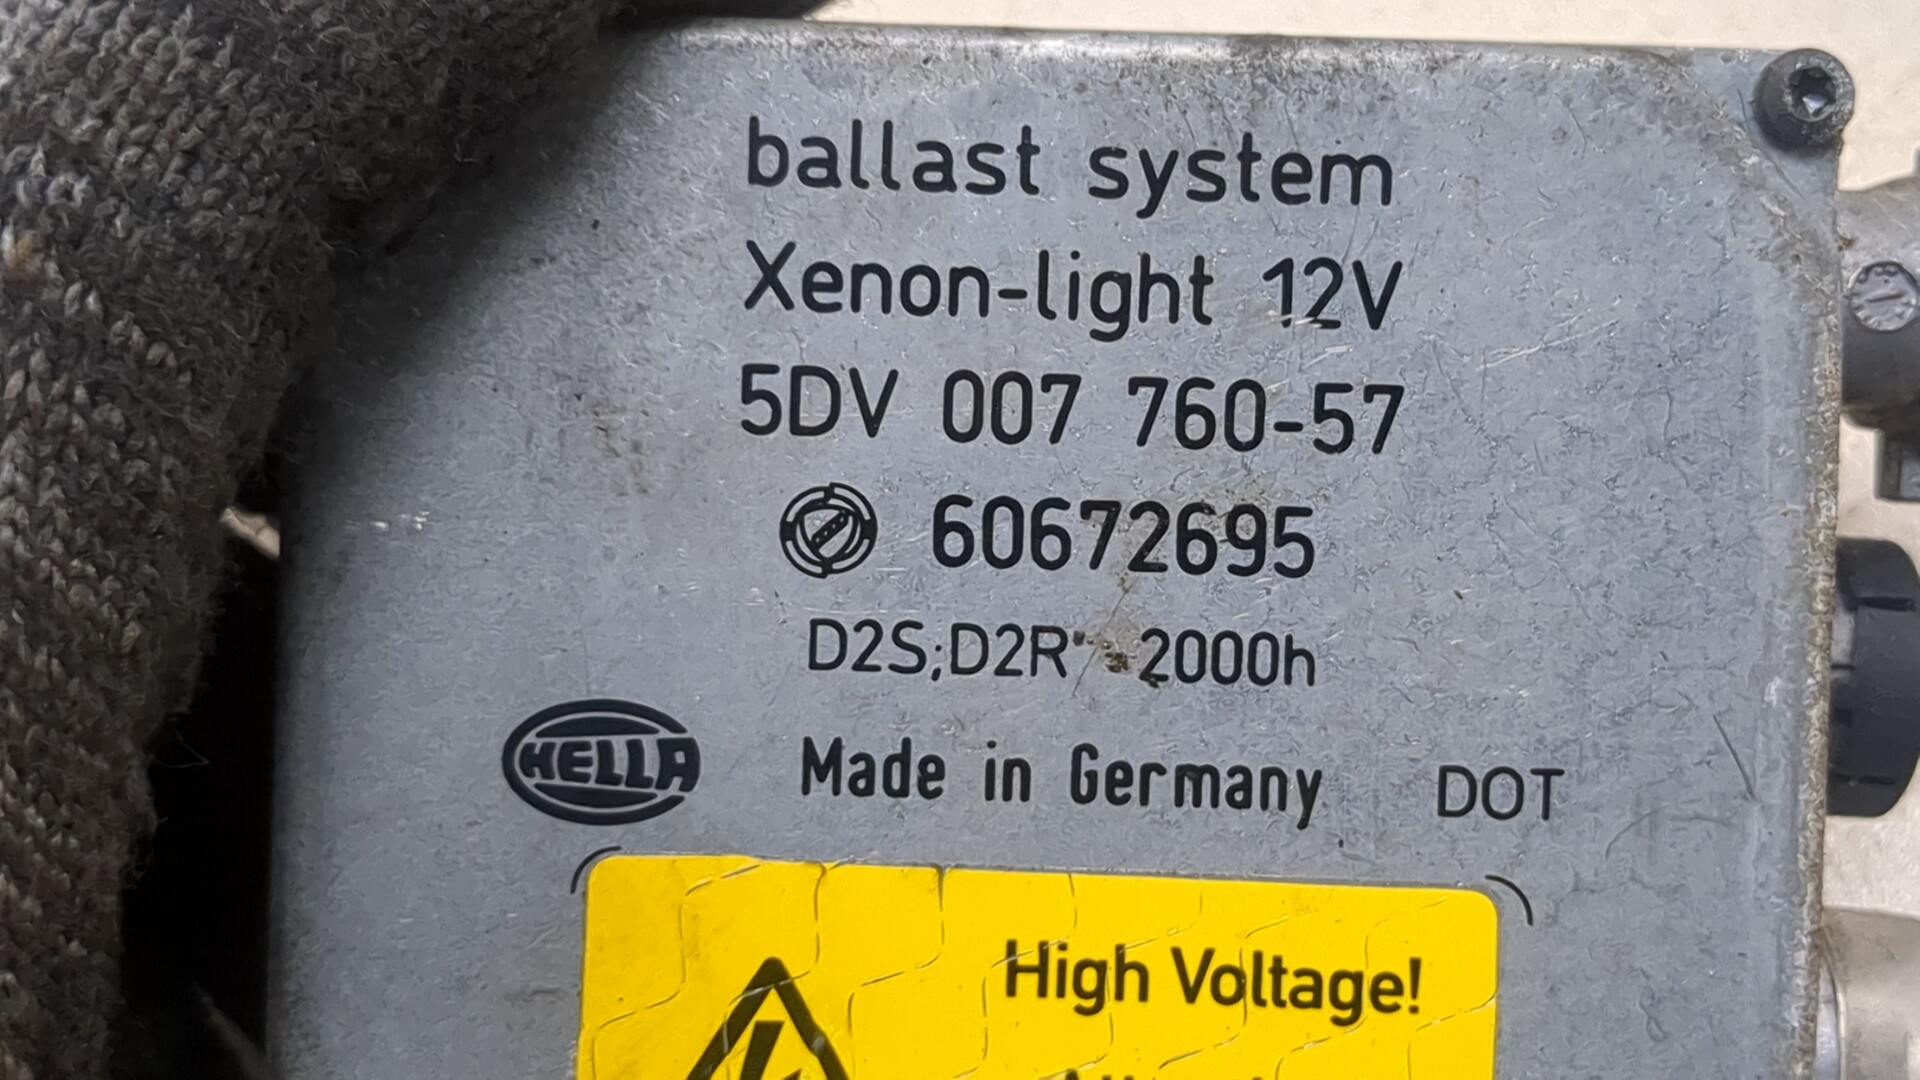 ballast system
Xenon-light 12V
5DV 007 760-57
60672695
D2S;D2R 2000h
HELLA Made in Germany DOT
High Voltage!